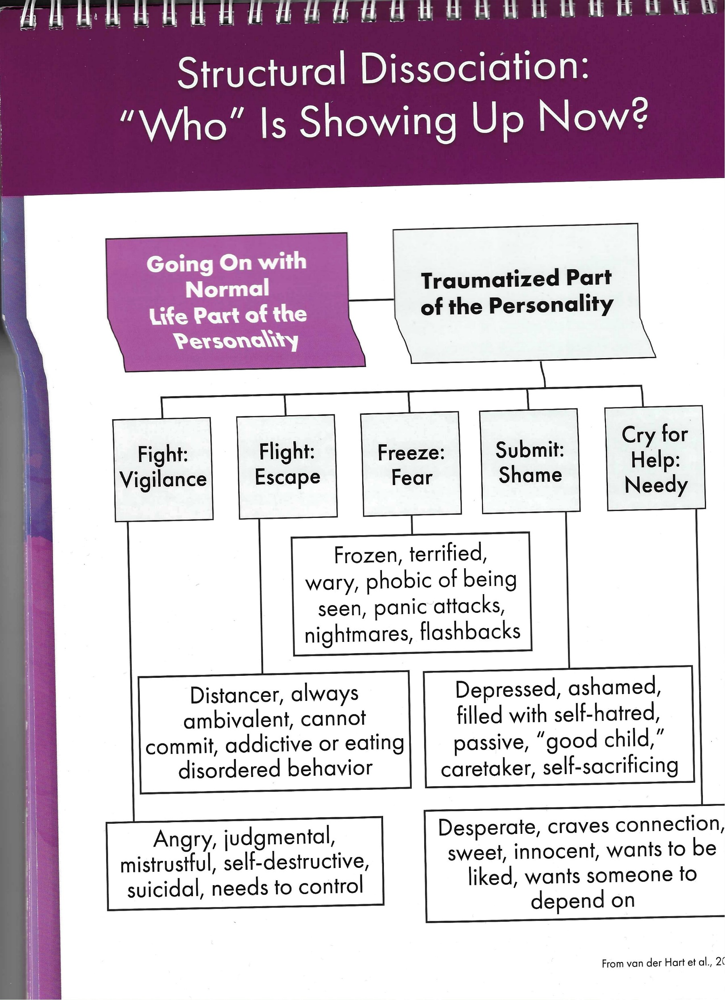 Structural Dissociation:
“Who” Is Showing Up Now?
Going On with
Normal
Life Part of the
Personality
Traumatized Part
of the Personality
Fight:
Vigilance
Flight:
Escape
Freeze:
Fear
Submit:
Shame
Cry for
Help:
Needy
Frozen, terrified,
wary, phobic of being
seen, panic attacks,
nightmares, flashbacks
Distancer, always
ambivalent, cannot
commit, addictive or eating
disordered behavior
Depressed, ashamed,
filled with self-hatred,
passive, “good child,”
caretaker, self-sacrificing
Angry, judgmental,
mistrustful, self-destructive,
suicidal, needs to control
Desperate, craves connection,
sweet, innocent, wants to be
liked, wants someone to
depend on
From van der Hart et al.,